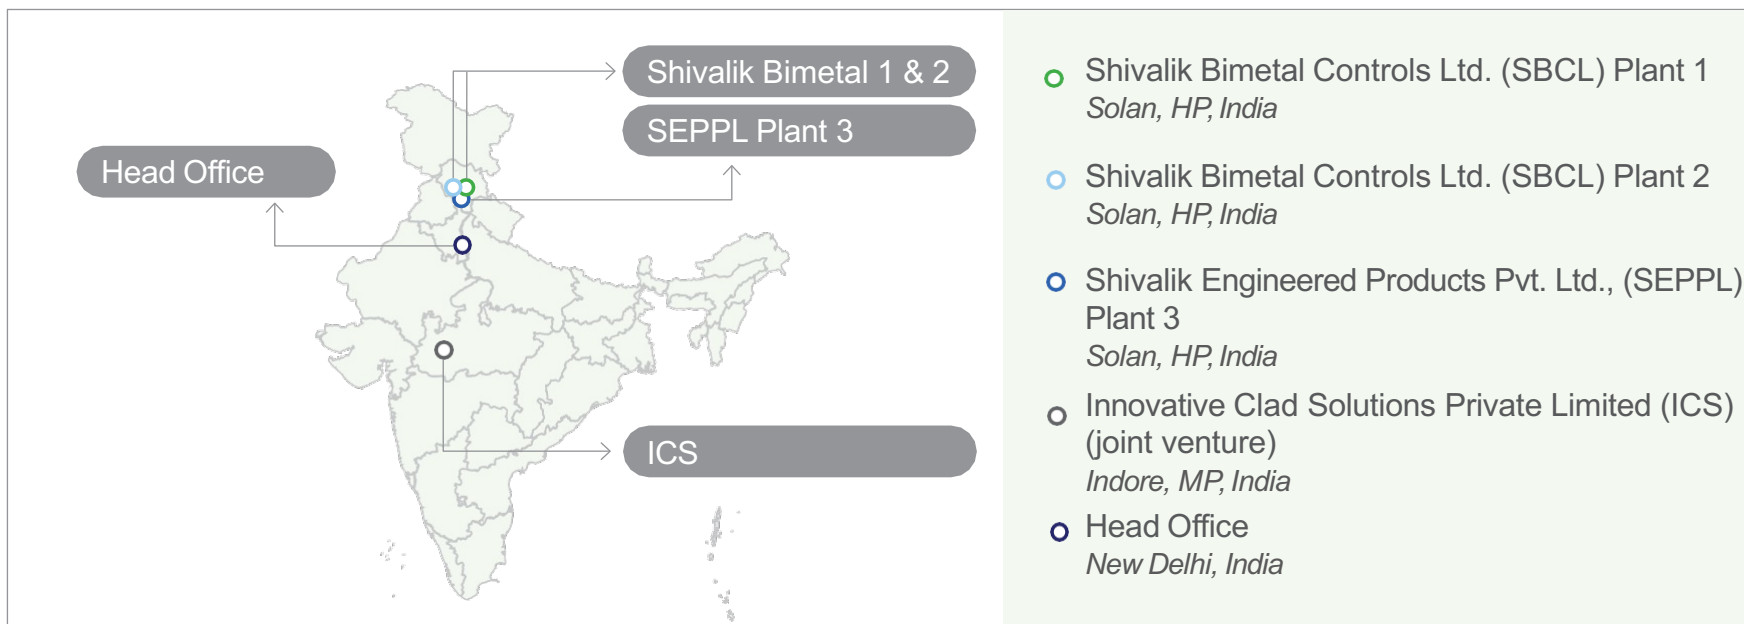 Shivalik Bimetal 1 & 2
SEPPL Plant 3
Head Office
ICS
Shivalik Bimetal Controls Ltd. (SBCL) Plant 1
Solan, HP, India
Shivalik Bimetal Controls Ltd. (SBCL) Plant 2
Solan, HP, India
Shivalik Engineered Products Pvt. Ltd., (SEPPL)
Plant 3
Solan, HP, India
Innovative Clad Solutions Private Limited (ICS)
(joint venture)
Indore, MP, India
Head Office
New Delhi, India